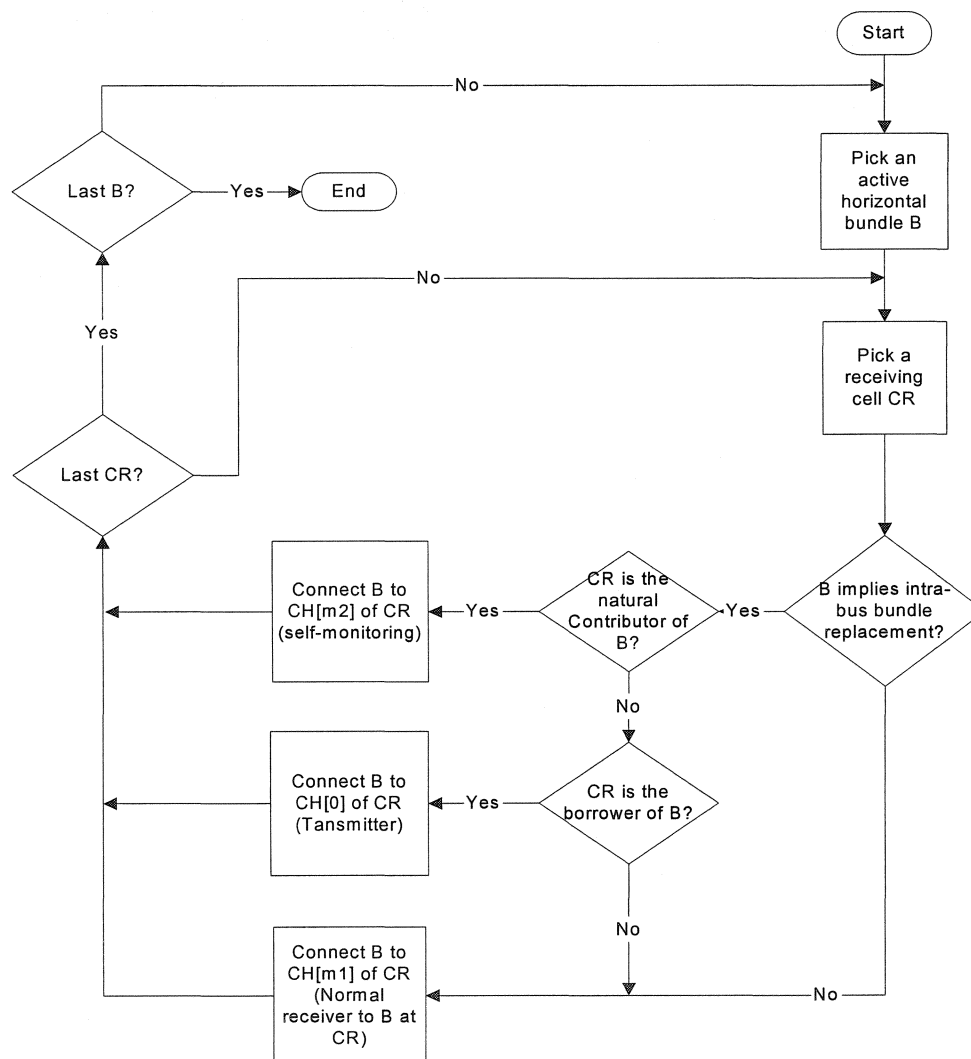 Start
No
Pick an
active
horizontal
bundle B
Last B?
Yes
End
No
Yes
Pick a
receiving
cell CR
Last CR?
Connect B to
CH[m2] of CR
(self-monitoring)
Yes
CR is the
natural
Contributor of
B?
Yes
B implies intra-
bus bundle
replacement?
No
Connect B to
CH[0] of CR
(Tansmitter)
Yes
CR is the
borrower of B?
No
Connect B to
CH[m1] of CR
(Normal
receiver to B at
CR)
No